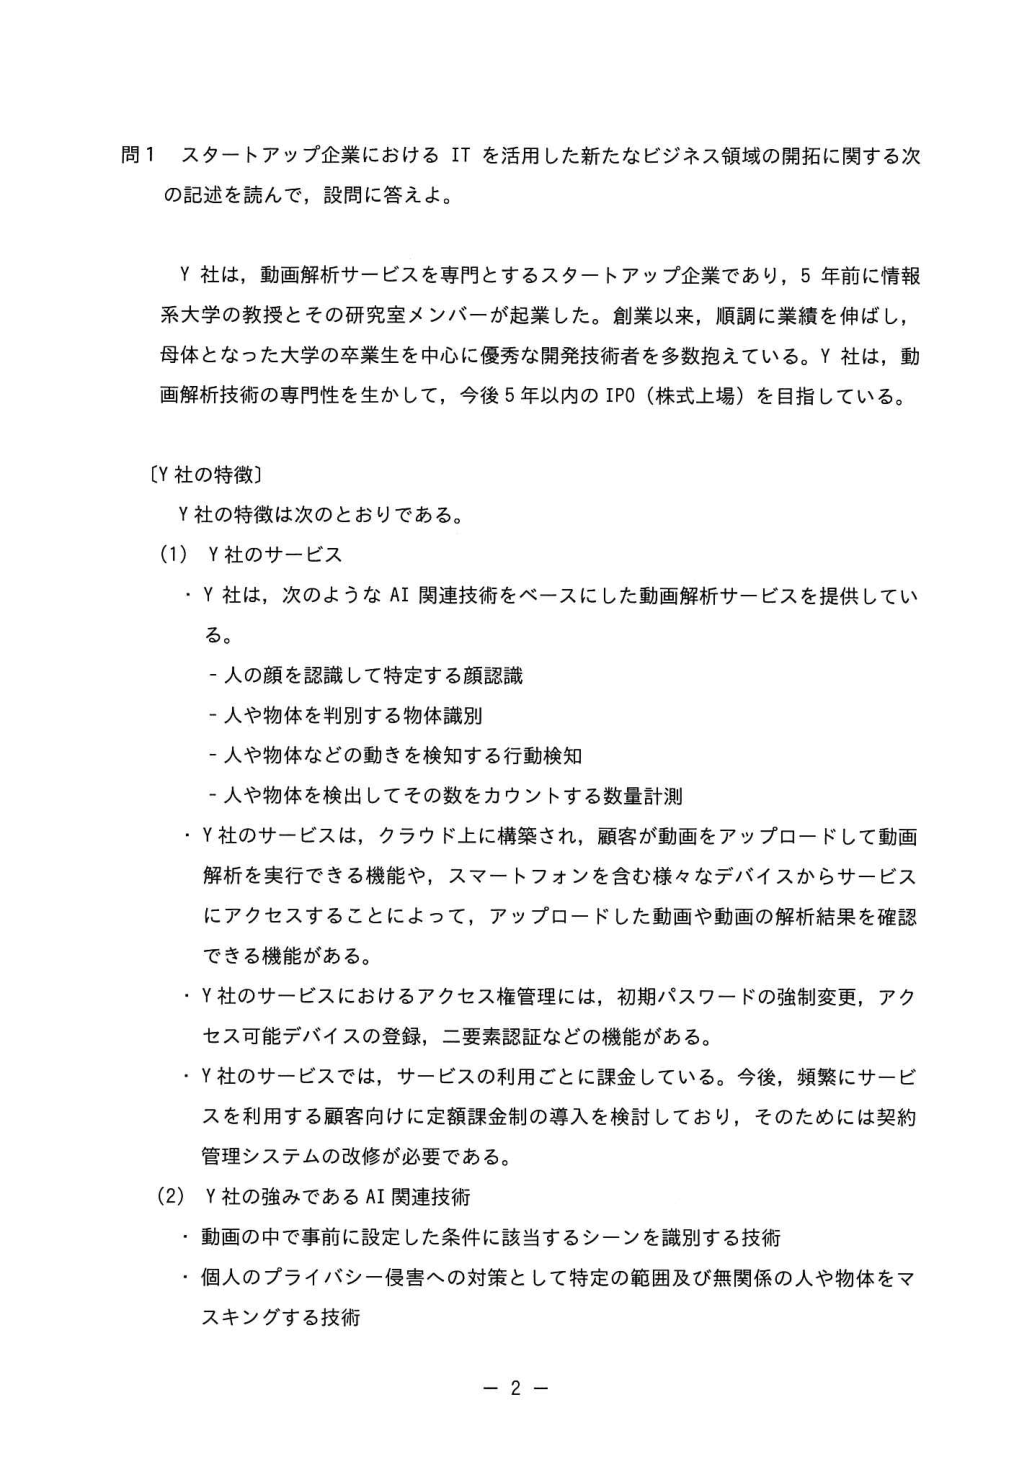 問1　スタートアップ企業における IT を活用した新たなビジネス領域の開拓に関する次
の記述を読んで，設問に答えよ。
Y 社は，動画解析サービスを専門とするスタートアップ企業であり，5 年前に情報
系大学の教授とその研究室メンバーが起業した。創業以来，順調に業績を伸ばし，
母体となった大学の卒業生を中心に優秀な開発技術者を多数抱えている。Y 社は，動
画解析技術の専門性を生かして，今後 5 年以内の IPO（株式上場）を目指している。
〔Y 社の特徴〕
Y 社の特徴は次のとおりである。
(1)　Y 社のサービス
・Y 社は，次のような AI 関連技術をベースにした動画解析サービスを提供してい
る。
- 人の顔を認識して特定する顔認識
- 人や物体を判別する物体識別
- 人や物体などの動きを検知する行動検知
- 人や物体を検出してその数をカウントする数量計測
・Y 社のサービスは，クラウド上に構築され，顧客が動画をアップロードして動画
解析を実行できる機能や，スマートフォンを含む様々なデバイスからサービス
にアクセスすることによって，アップロードした動画や動画の解析結果を確認
できる機能がある。
・Y 社のサービスにおけるアクセス権管理には，初期パスワードの強制変更，アク
セス可能デバイスの登録，二要素認証などの機能がある。
・Y 社のサービスでは，サービスの利用ごとに課金している。今後，頻繁にサービ
スを利用する顧客向けに定額課金制の導入を検討しており，そのためには契約
管理システムの改修が必要である。
(2)　Y 社の強みである AI 関連技術
・動画の中で事前に設定した条件に該当するシーンを識別する技術
・個人のプライバシー侵害への対策として特定の範囲及び無関係の人や物体をマ
スキングする技術
－ 2 －